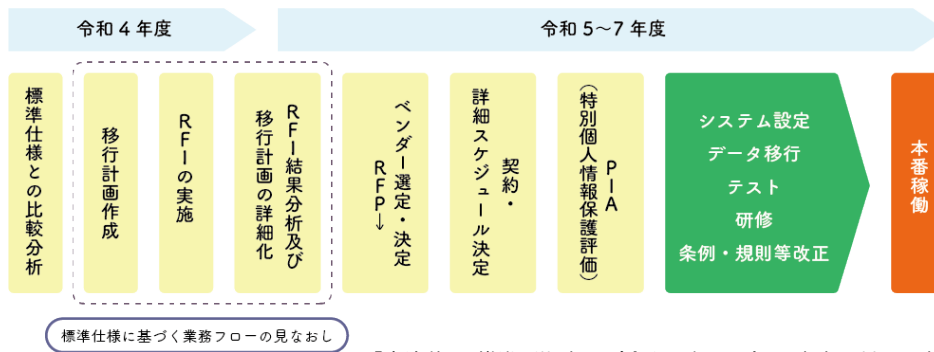 令和4年度
令和5～7年度
標準仕様との比較分析
移行計画作成
RFIの実施
RFI結果分析及び
移行計画の詳細化
ベンダー選定・決定
RFP→
契約・
詳細スケジュール決定
PIA
（特別個人情報保護評価）
システム設定
データ移行
テスト
研修
条例・規則等改正
本番稼働
標準仕様に基づく業務フローの見なおし